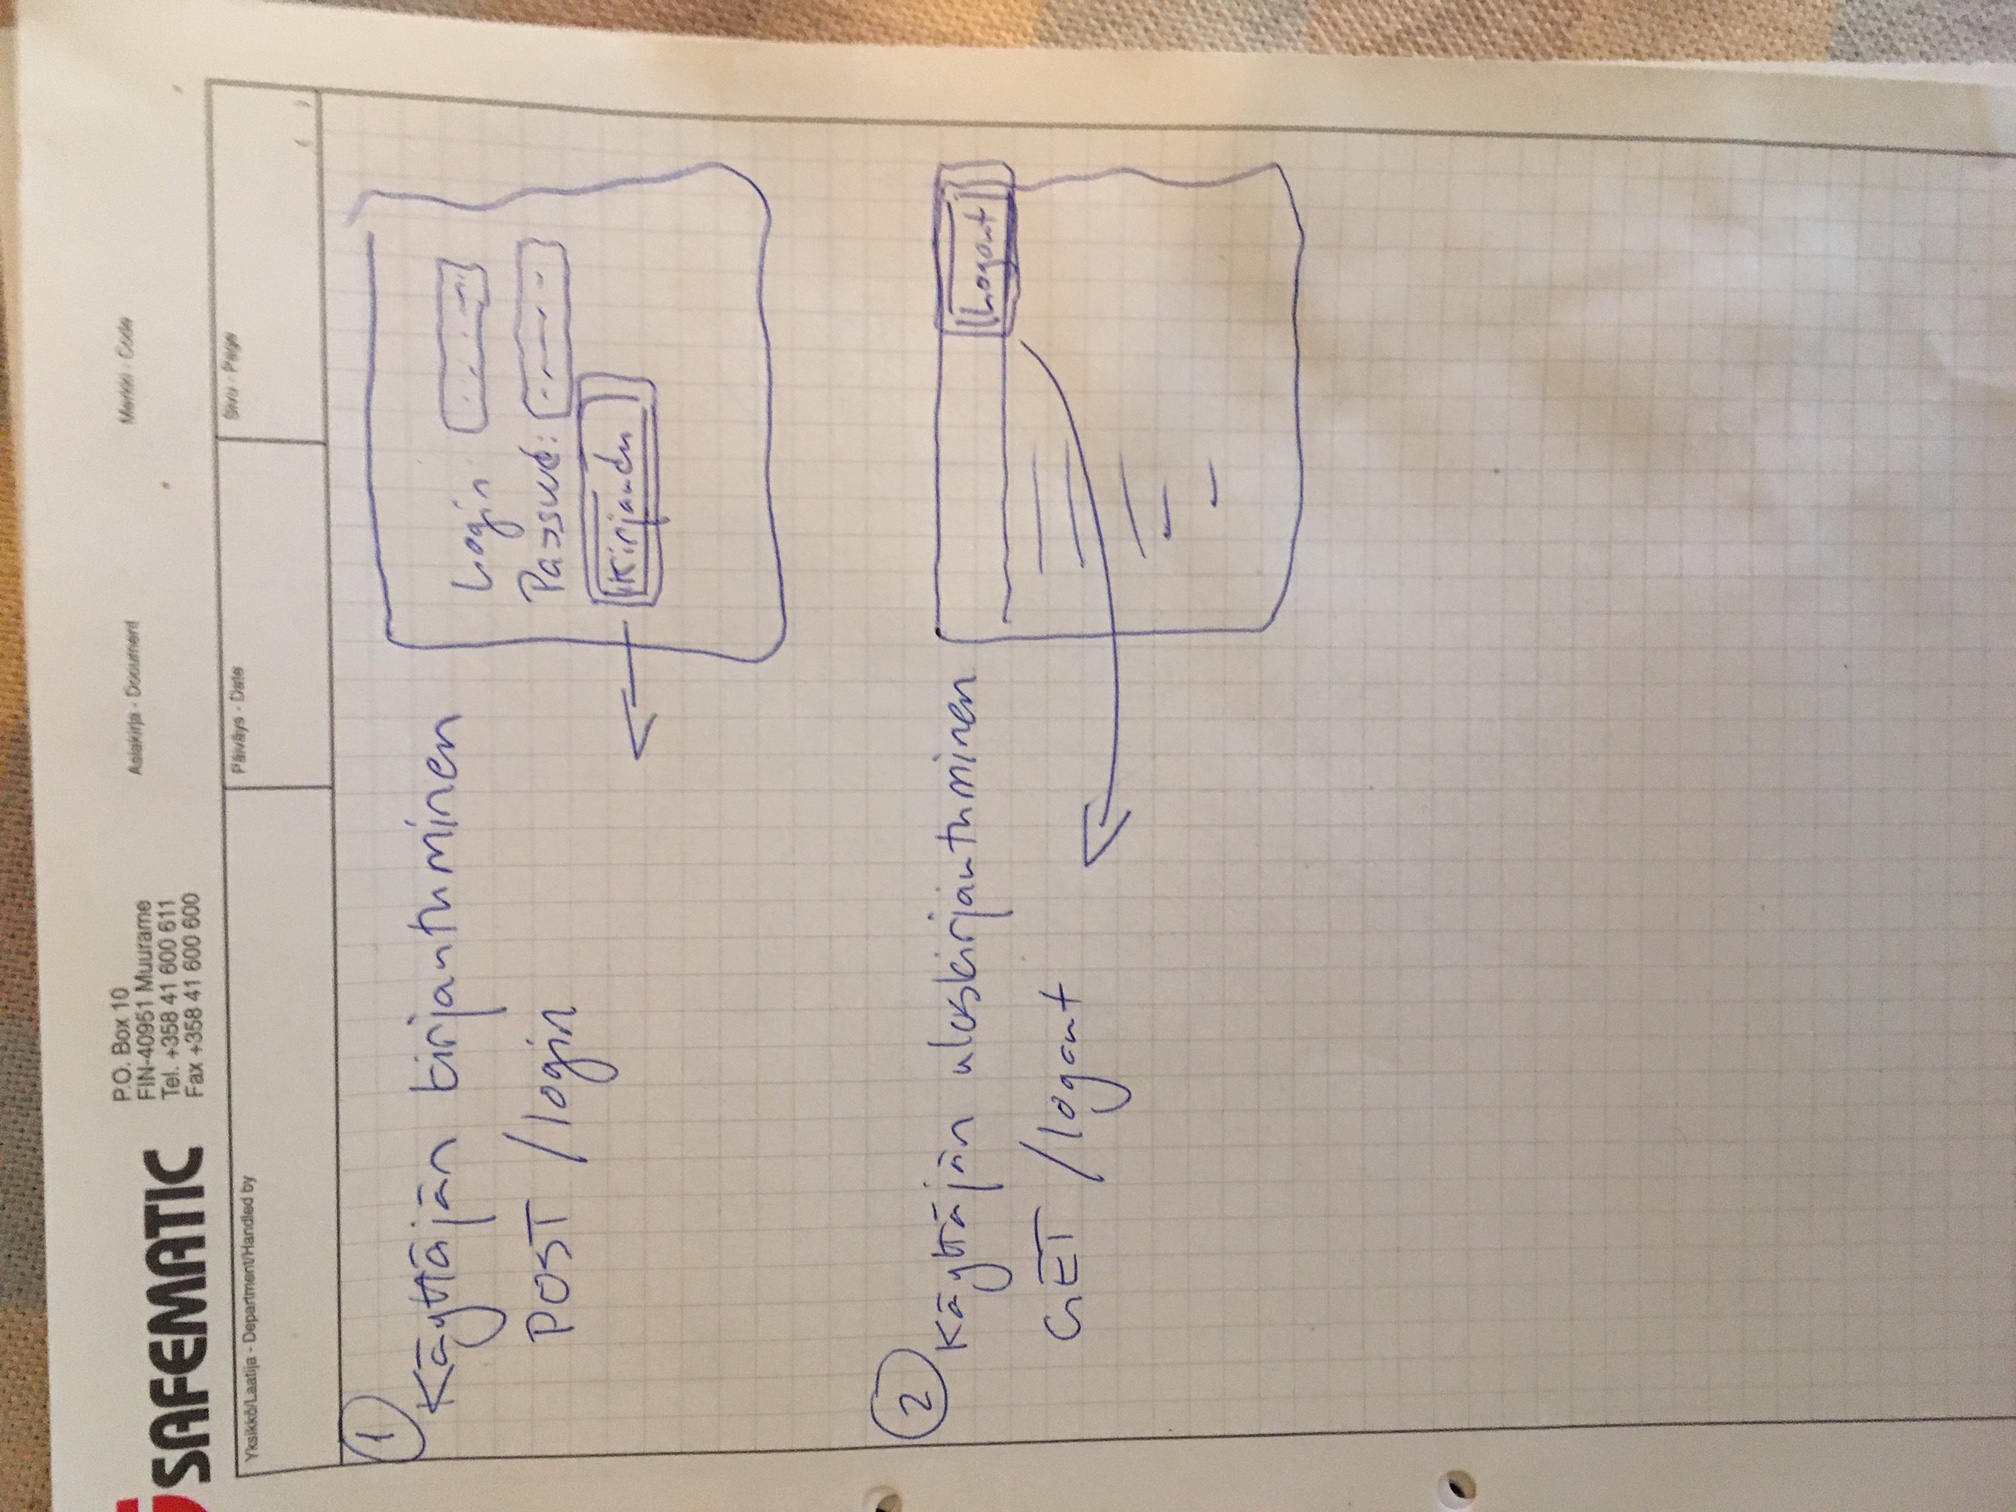 SAFEMATIC
P.O. Box 10
FIN-40951 Muurame
Tel. +358 41 600 611
Fax +358 41 600 600
Asiakirja - Document
Merkki - Code
Yksikkö/Laatija - Department/Handled by
Päiväys - Date
Sivu - Page
( )
1
Käyttäjän kirjautuminen
POST /login
Login
Passwd:
Kirjaudu
2
Käyttäjän uloskirjautuminen
GET /logout
Logout